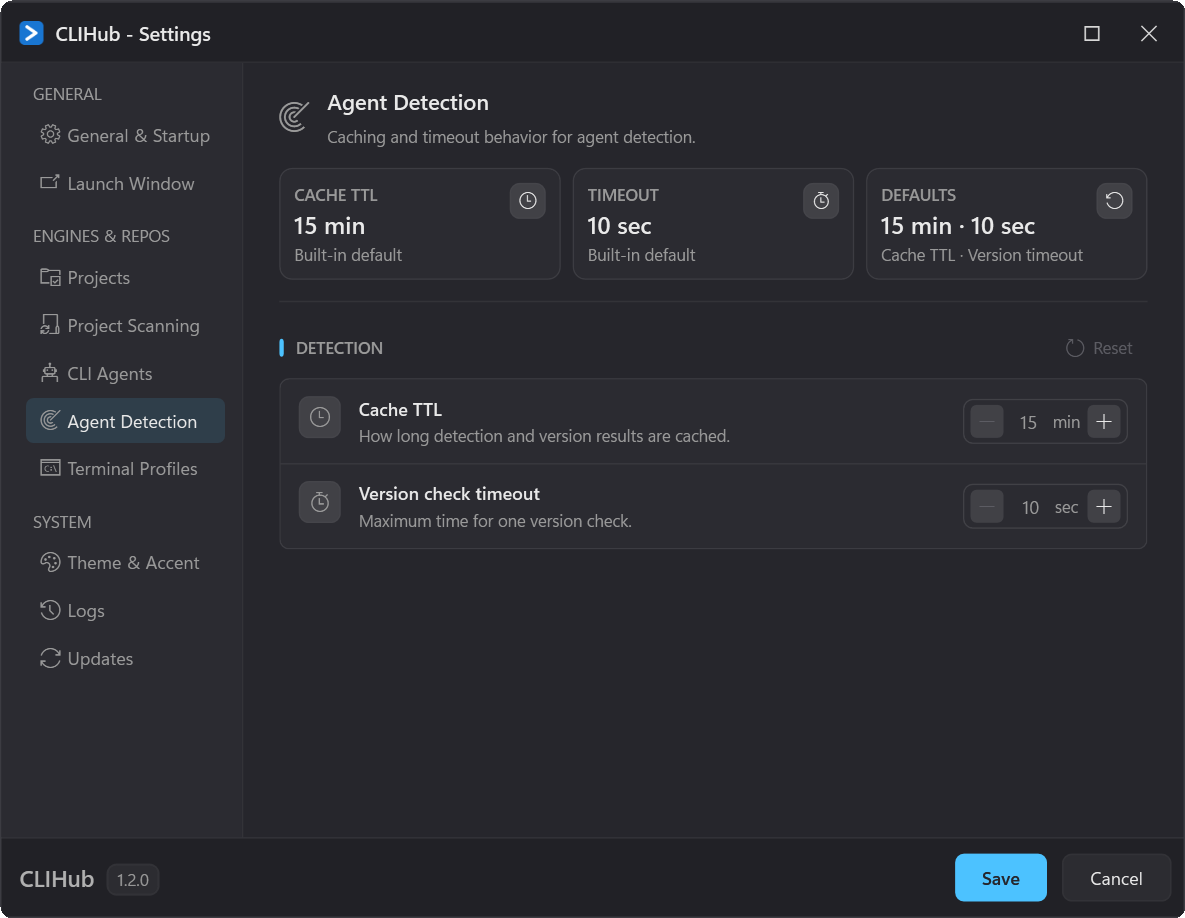 CLIHub - Settings
GENERAL
General & Startup
Launch Window
ENGINES & REPOS
Projects
Project Scanning
CLI Agents
Agent Detection
Terminal Profiles
SYSTEM
Theme & Accent
Logs
Updates
Agent Detection
Caching and timeout behavior for agent detection.
CACHE TTL
15 min
Built-in default
TIMEOUT
10 sec
Built-in default
DEFAULTS
15 min · 10 sec
Cache TTL · Version timeout
DETECTION
Reset
Cache TTL
How long detection and version results are cached.
15 min
Version check timeout
Maximum time for one version check.
10 sec
CLIHub 1.2.0
Save
Cancel